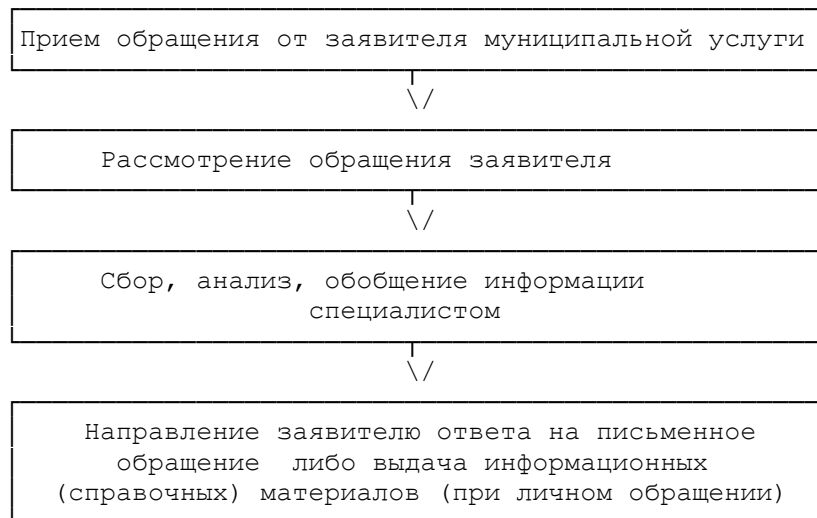 Прием обращения от заявителя муниципальной услуги
\/
Рассмотрение обращения заявителя
\/
Сбор, анализ, обобщение информации
специалистом
\/
Направление заявителю ответа на письменное
обращение либо выдача информационных
(справочных) материалов (при личном обращении)